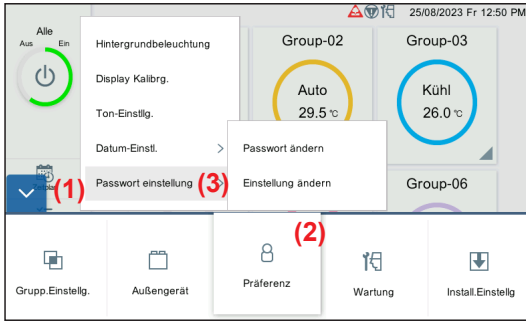 25/08/2023 Fr 12:50 PM
Alle
Aus Ein
Hintergrundbeleuchtung
Display Kalibrg.
Ton-Einstllg.
Datum-Einstl. >
Passwort einstellung (3)
Group-02
Auto
29.5 °C
Group-03
Kühl
26.0 °C
Passwort ändern
Einstellung ändern
Group-06
(1)
(2)
Grupp.Einstellg.
Außengerät
Präferenz
Wartung
Install.Einstellg